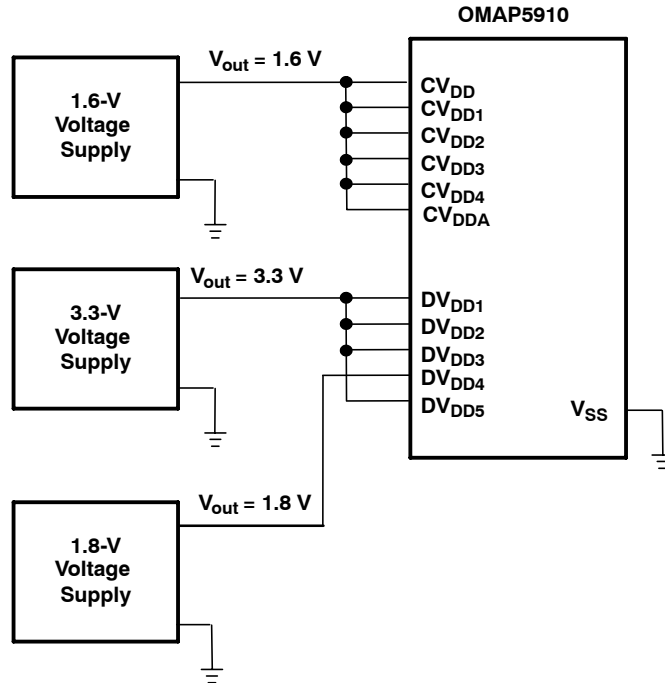 OMAP5910
V_out = 1.6 V
1.6-V
Voltage
Supply
CV_DD
CV_DD1
CV_DD2
CV_DD3
CV_DD4
CV_DDA
V_out = 3.3 V
3.3-V
Voltage
Supply
DV_DD1
DV_DD2
DV_DD3
DV_DD4
DV_DD5
V_SS
V_out = 1.8 V
1.8-V
Voltage
Supply